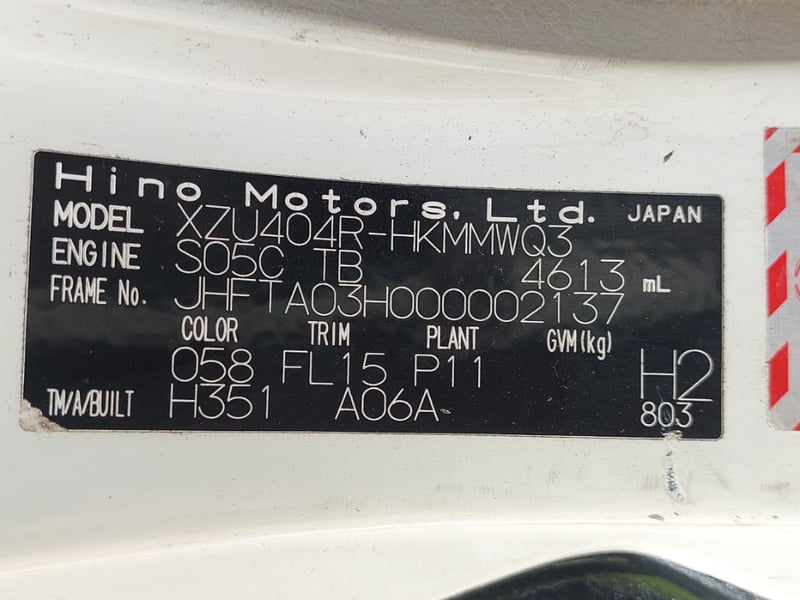 Hino Motors, Ltd. JAPAN
MODEL XZU404R-HKMMWQ3
ENGINE S05C TB 4613 mL
FRAME No. JHFTA03H000002137
COLOR TRIM PLANT GVM(kg)
058 FL15 P11 H2
TM/A/BUILT H351 A06A 803